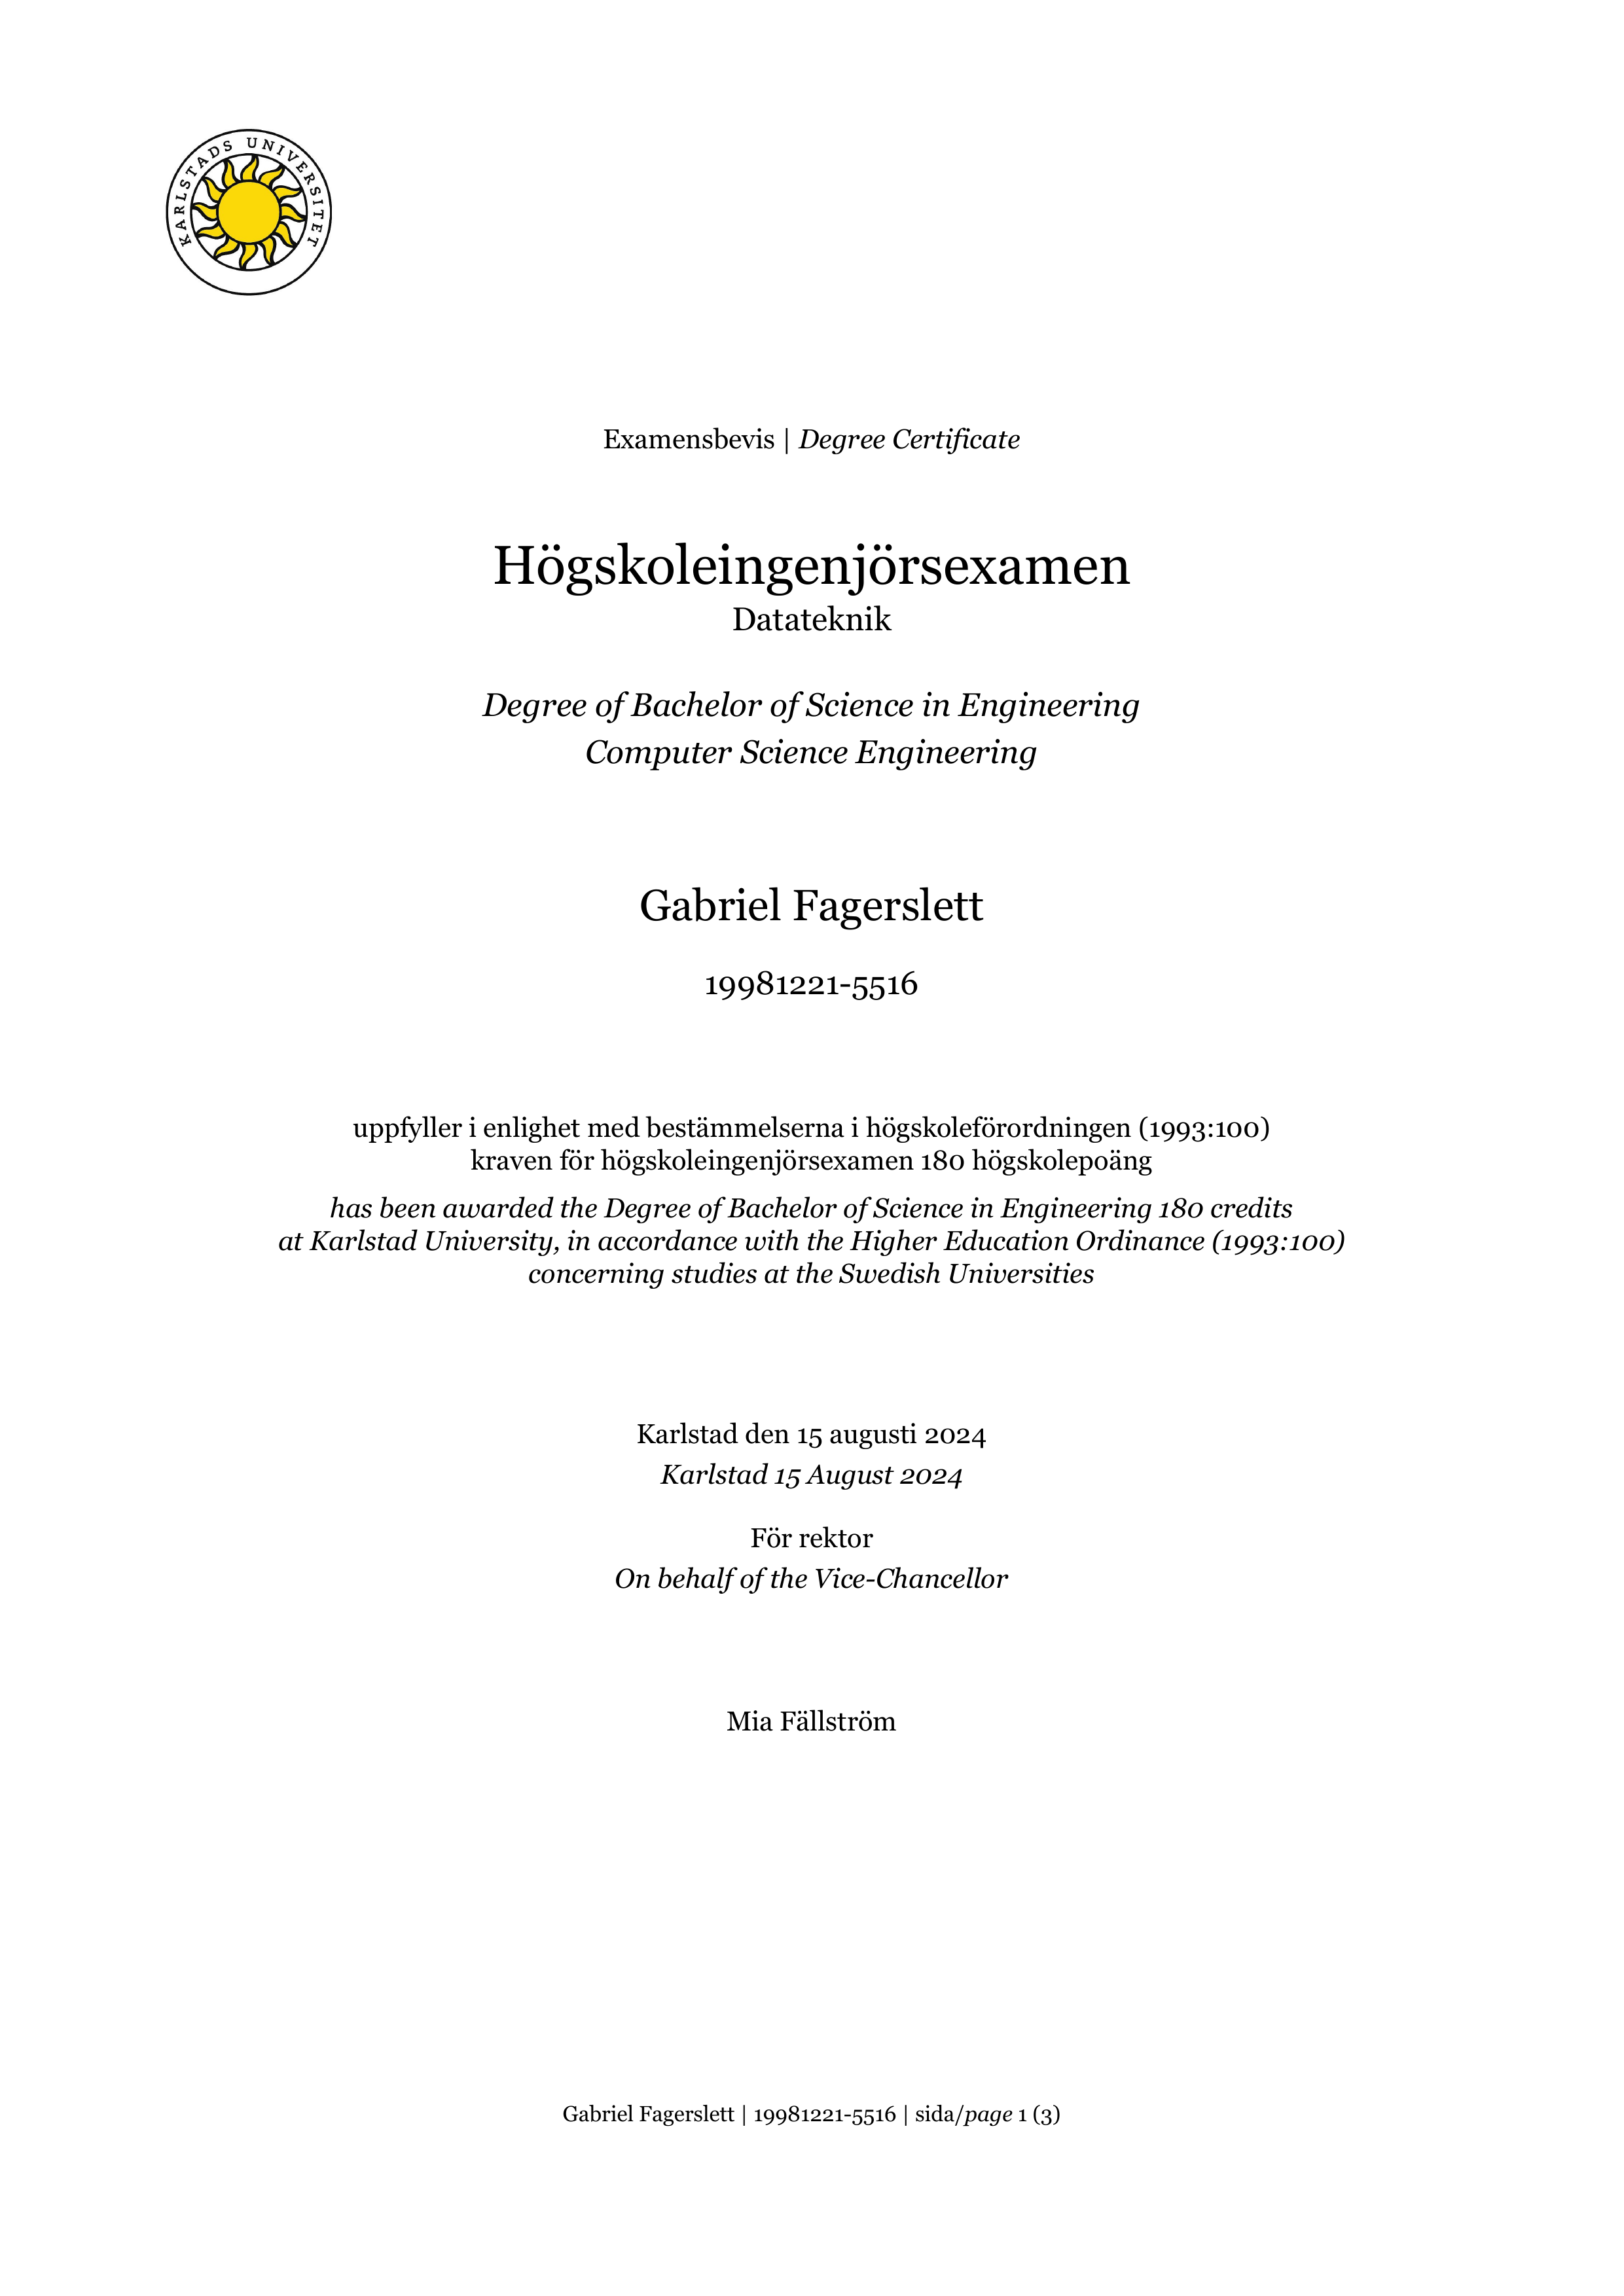 KARLSTADS UNIVERSITET
Examensbevis | Degree Certificate
Högskoleingenjörsexamen
Datateknik
Degree of Bachelor of Science in Engineering
Computer Science Engineering
Gabriel Fagerslett
19981221-5516
uppfyller i enlighet med bestämmelserna i högskoleförordningen (1993:100)
kraven för högskoleingenjörsexamen 180 högskolepoäng
has been awarded the Degree of Bachelor of Science in Engineering 180 credits
at Karlstad University, in accordance with the Higher Education Ordinance (1993:100)
concerning studies at the Swedish Universities
Karlstad den 15 augusti 2024
Karlstad 15 August 2024
För rektor
On behalf of the Vice-Chancellor
Mia Fällström
Gabriel Fagerslett | 19981221-5516 | sida/page 1 (3)